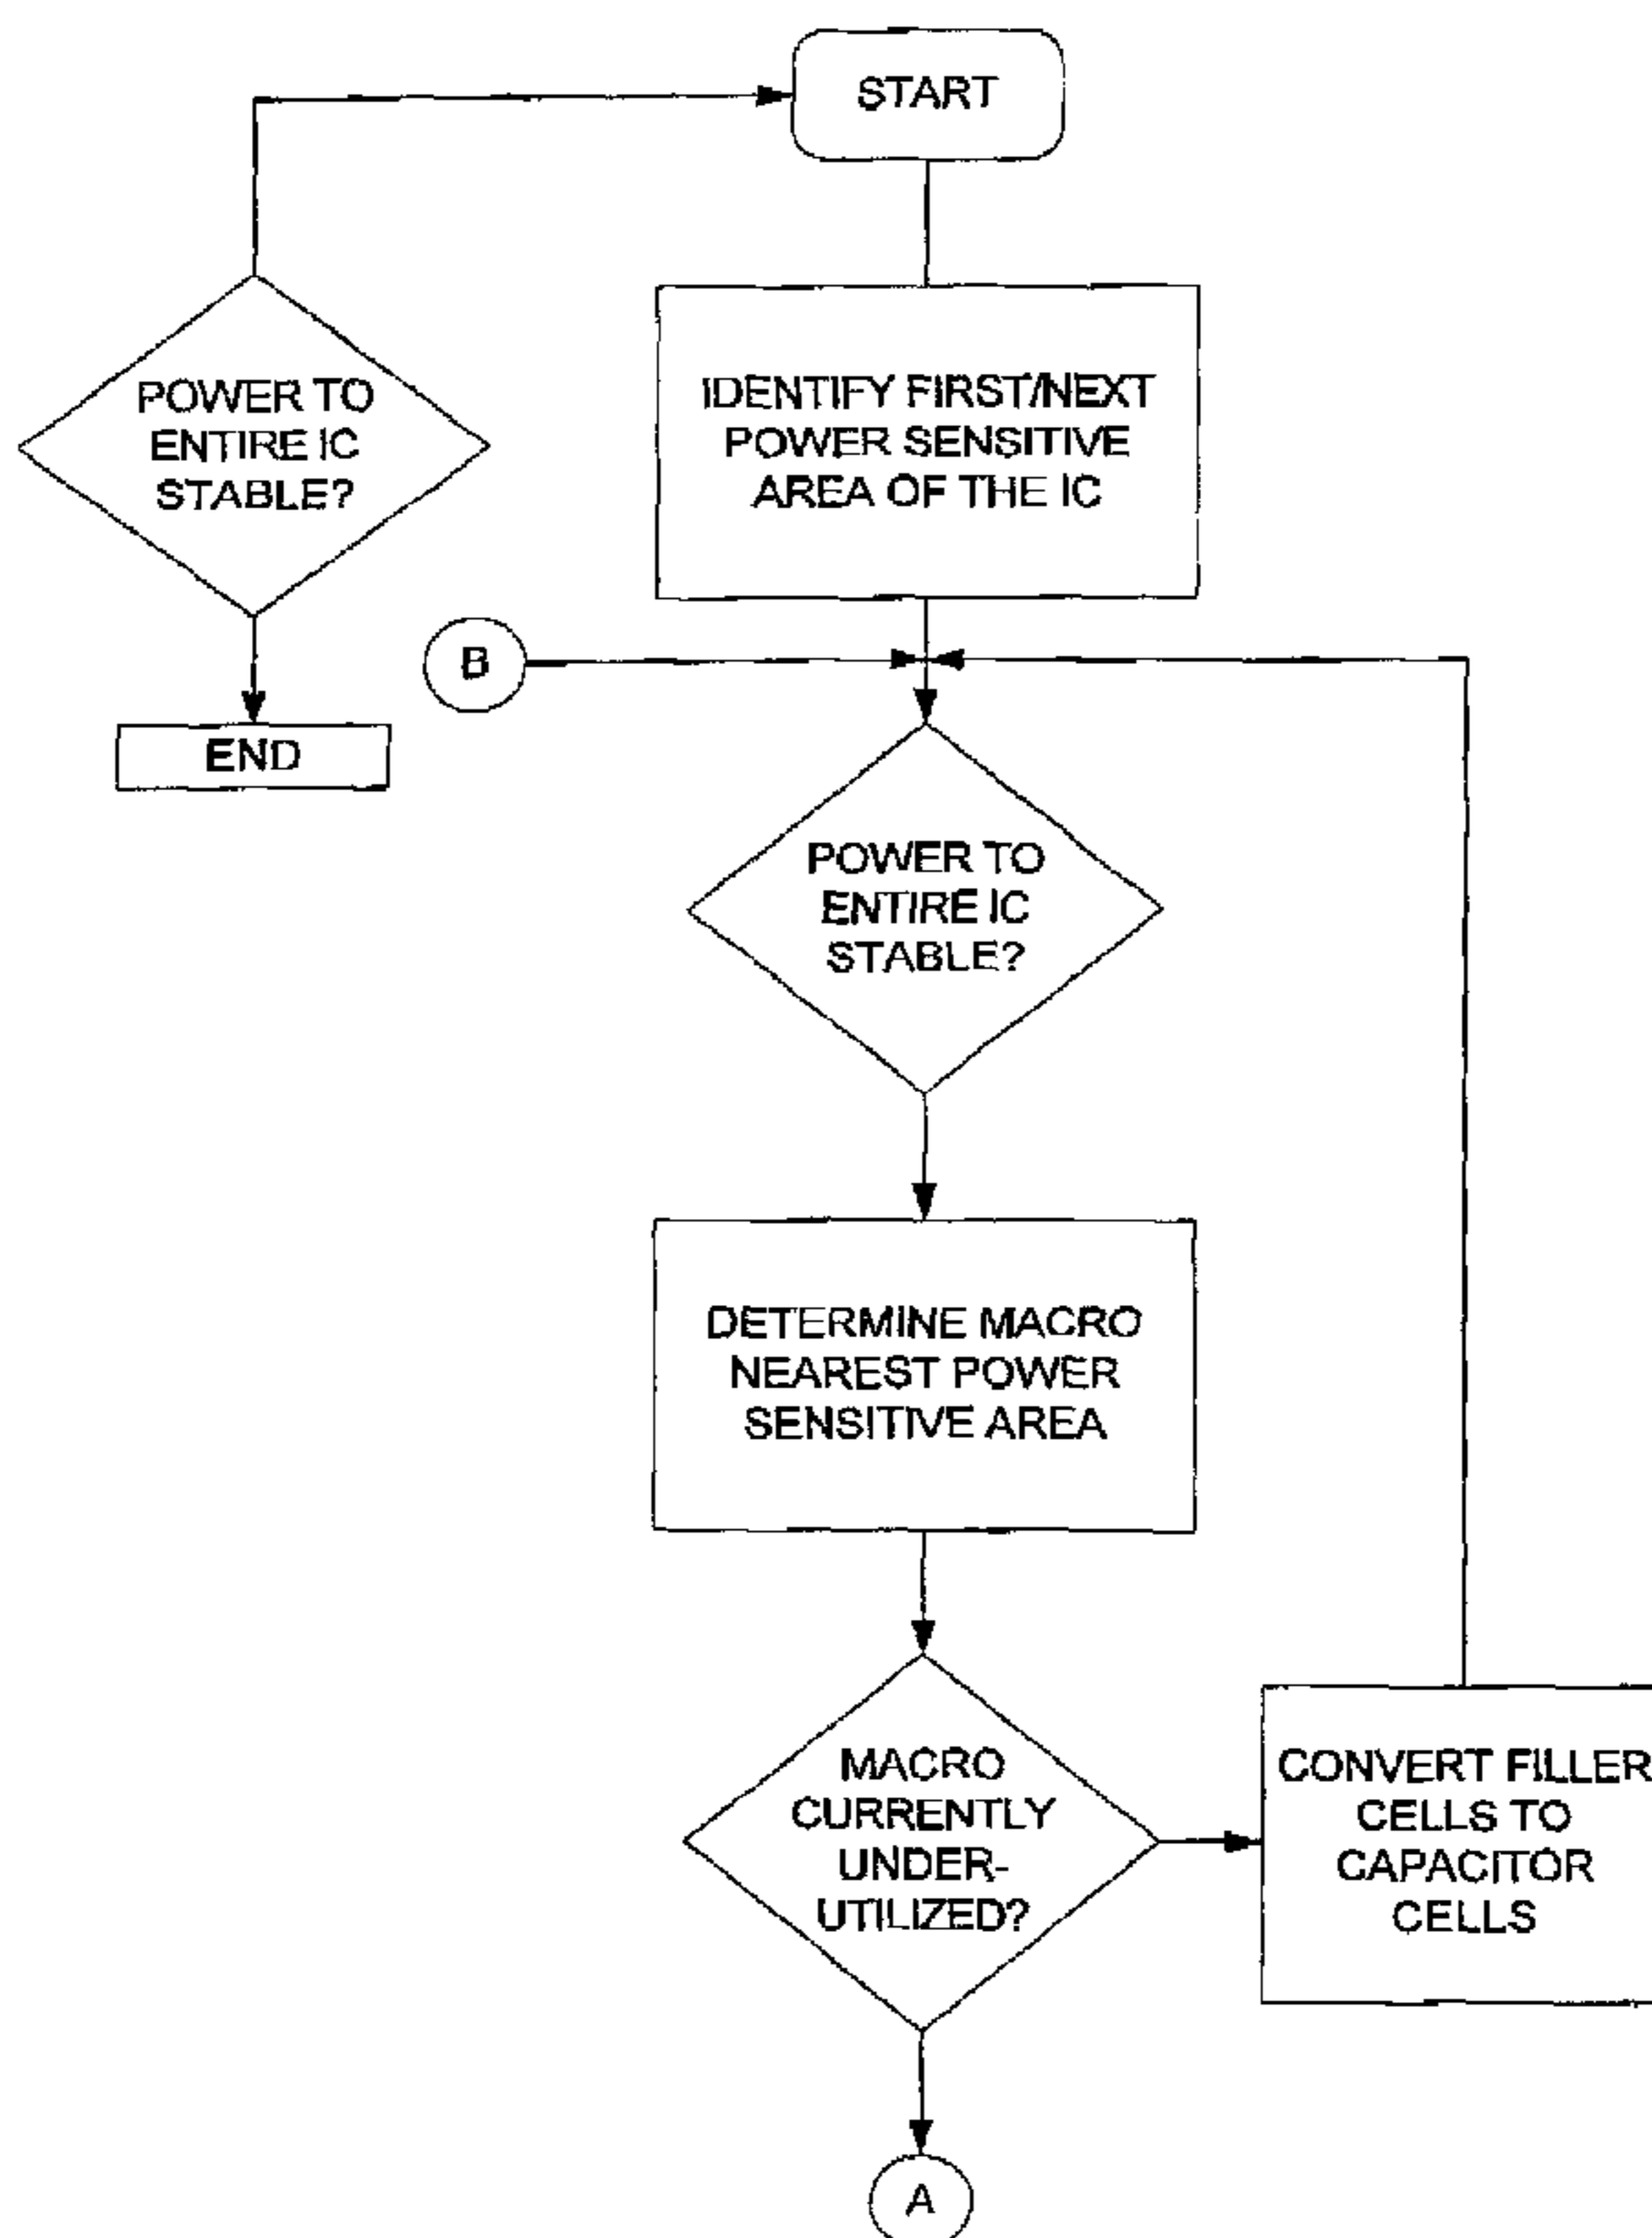 START
POWER TO
ENTIRE IC
STABLE?
IDENTIFY FIRST/NEXT
POWER SENSITIVE
AREA OF THE IC
B
END
POWER TO
ENTIRE IC
STABLE?
DETERMINE MACRO
NEAREST POWER
SENSITIVE AREA
MACRO
CURRENTLY
UNDER-
UTILIZED?
CONVERT FILLER
CELLS TO
CAPACITOR
CELLS
A